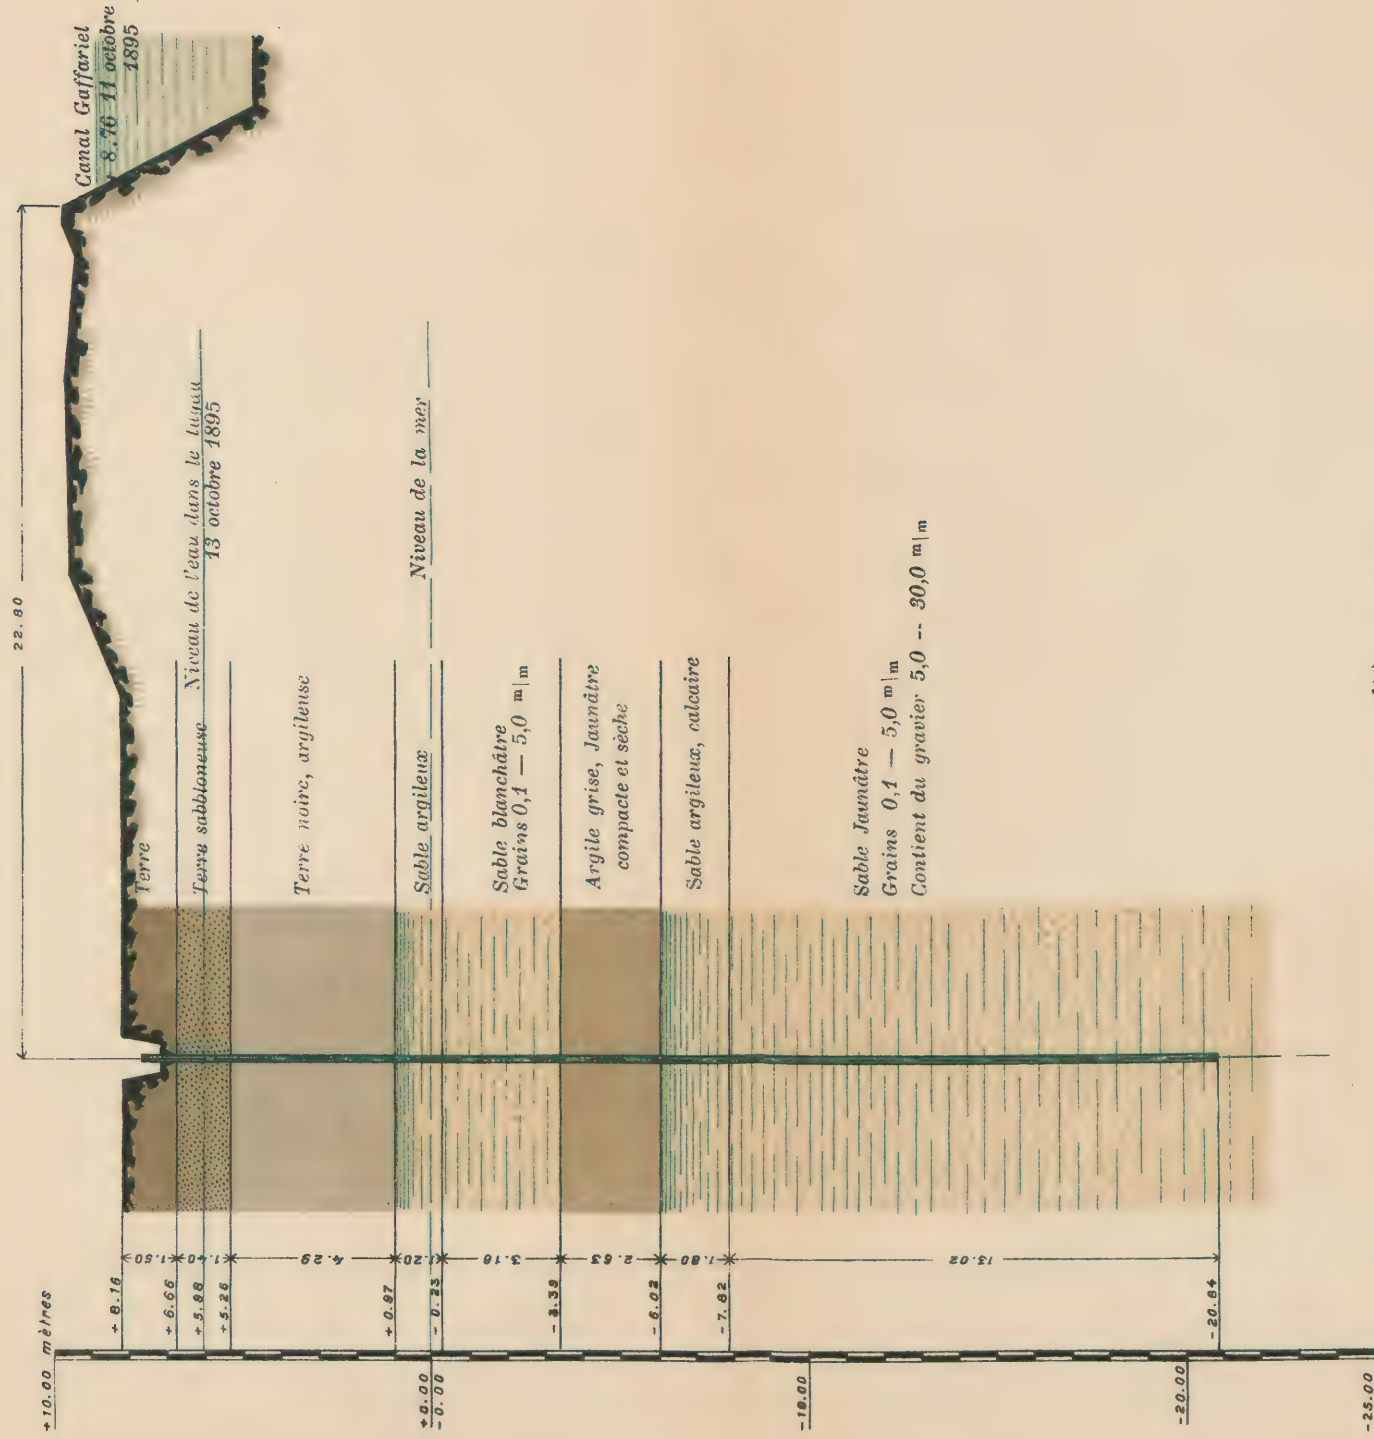 Canal Gaffariel
+ 8.76 11 octobre
1895
22.80
Terre
Terre sabbloneuse
Niveau de l'eau dans le tuyau
13 octobre 1895
Terre noire, argileuse
Sable argileux
Niveau de la mer
Sable blanchâtre
Grains 0,1 — 5,0 m|m
Argile grise, Jaunâtre
compacte et sèche
Sable argileux, calcaire
Sable Jaunâtre
Grains 0,1 — 5,0 m|m
Contient du gravier 5,0 -- 30,0 m|m
1.50
1.40
4.29
1.20
3.16
2.63
1.80
13.02
+ 8.16
+ 6.66
+ 5.98
+ 5.26
+ 0.97
- 0.23
- 3.39
- 6.02
- 7.82
- 20.84
+10.00 mètres
+0.00
-0.00
-10.00
-20.00
-25.00